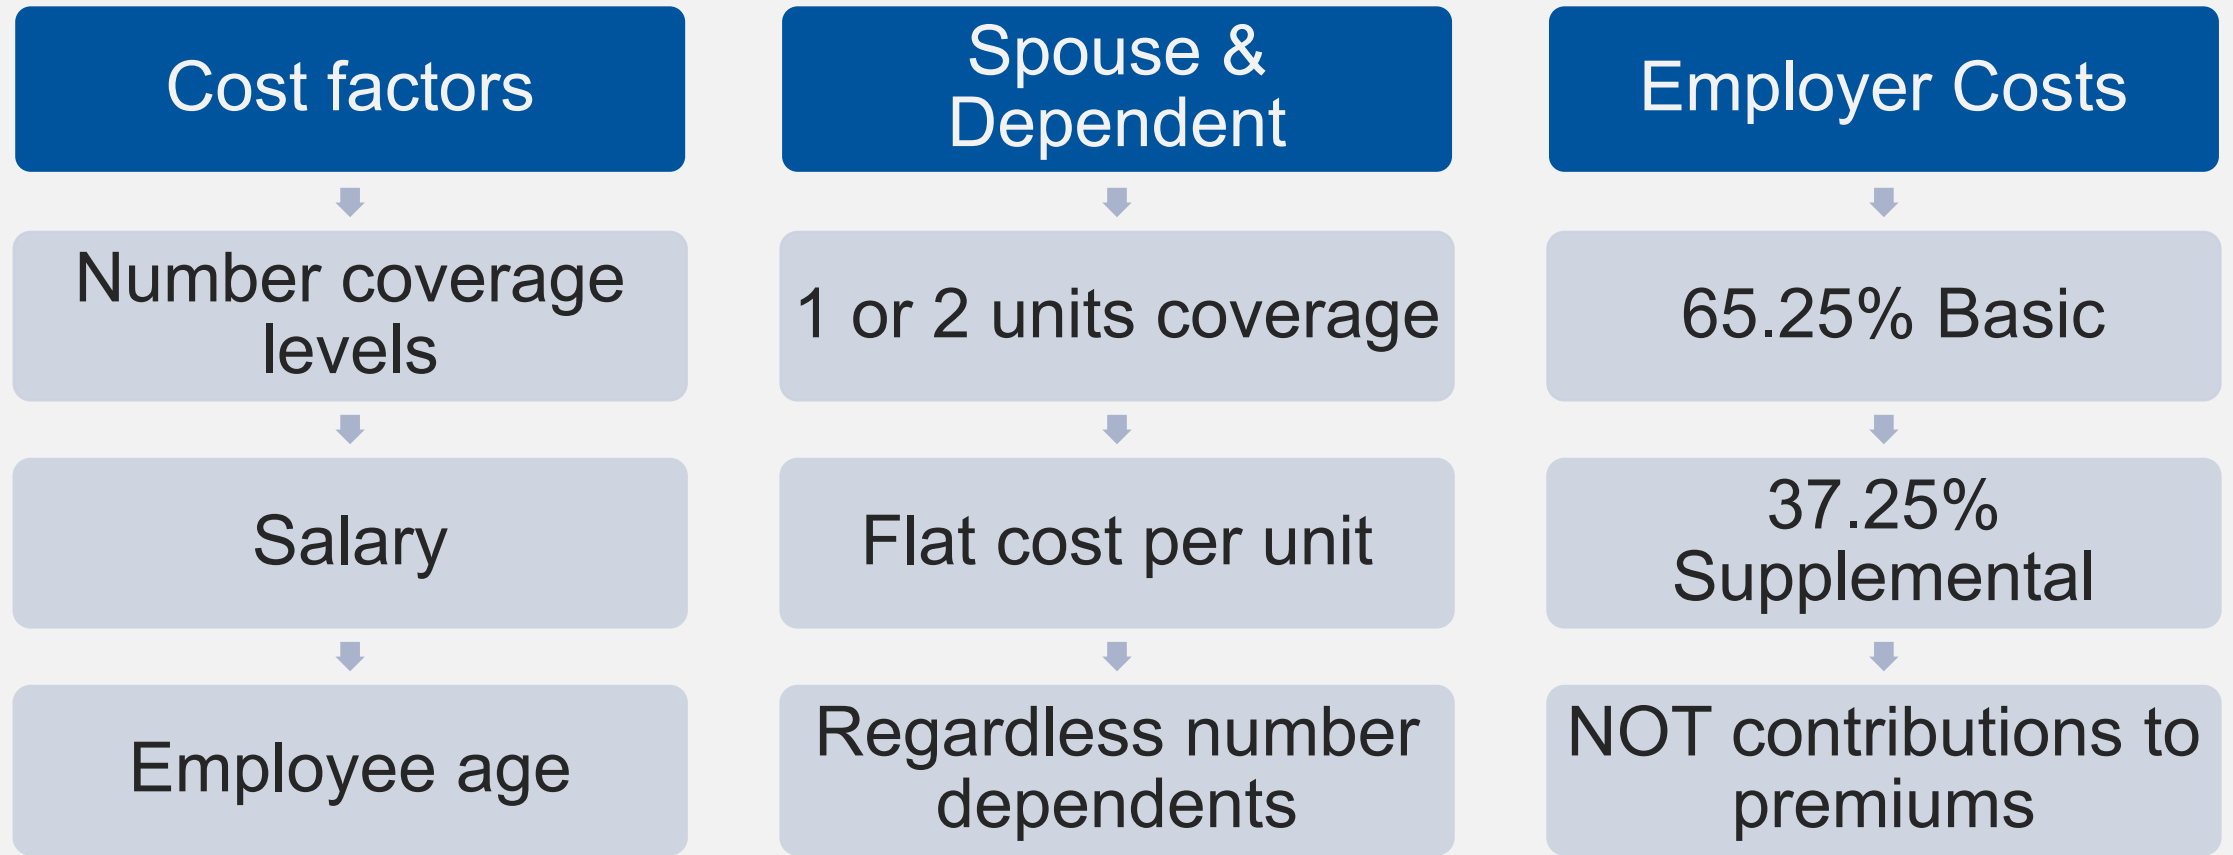 Cost factors
Number coverage
levels
Salary
Employee age
Spouse &
Dependent
1 or 2 units coverage
Flat cost per unit
Regardless number
dependents
Employer Costs
65.25% Basic
37.25%
Supplemental
NOT contributions to
premiums